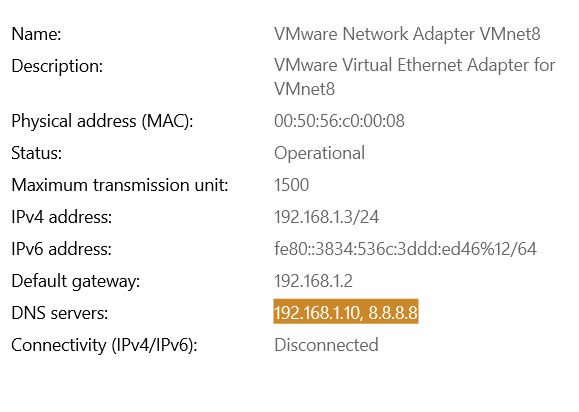 Name: VMware Network Adapter VMnet8
Description: VMware Virtual Ethernet Adapter for
VMnet8
Physical address (MAC): 00:50:56:c0:00:08
Status: Operational
Maximum transmission unit: 1500
IPv4 address: 192.168.1.3/24
IPv6 address: fe80::3834:536c:3ddd:ed46%12/64
Default gateway: 192.168.1.2
DNS servers: 192.168.1.10, 8.8.8.8
Connectivity (IPv4/IPv6): Disconnected